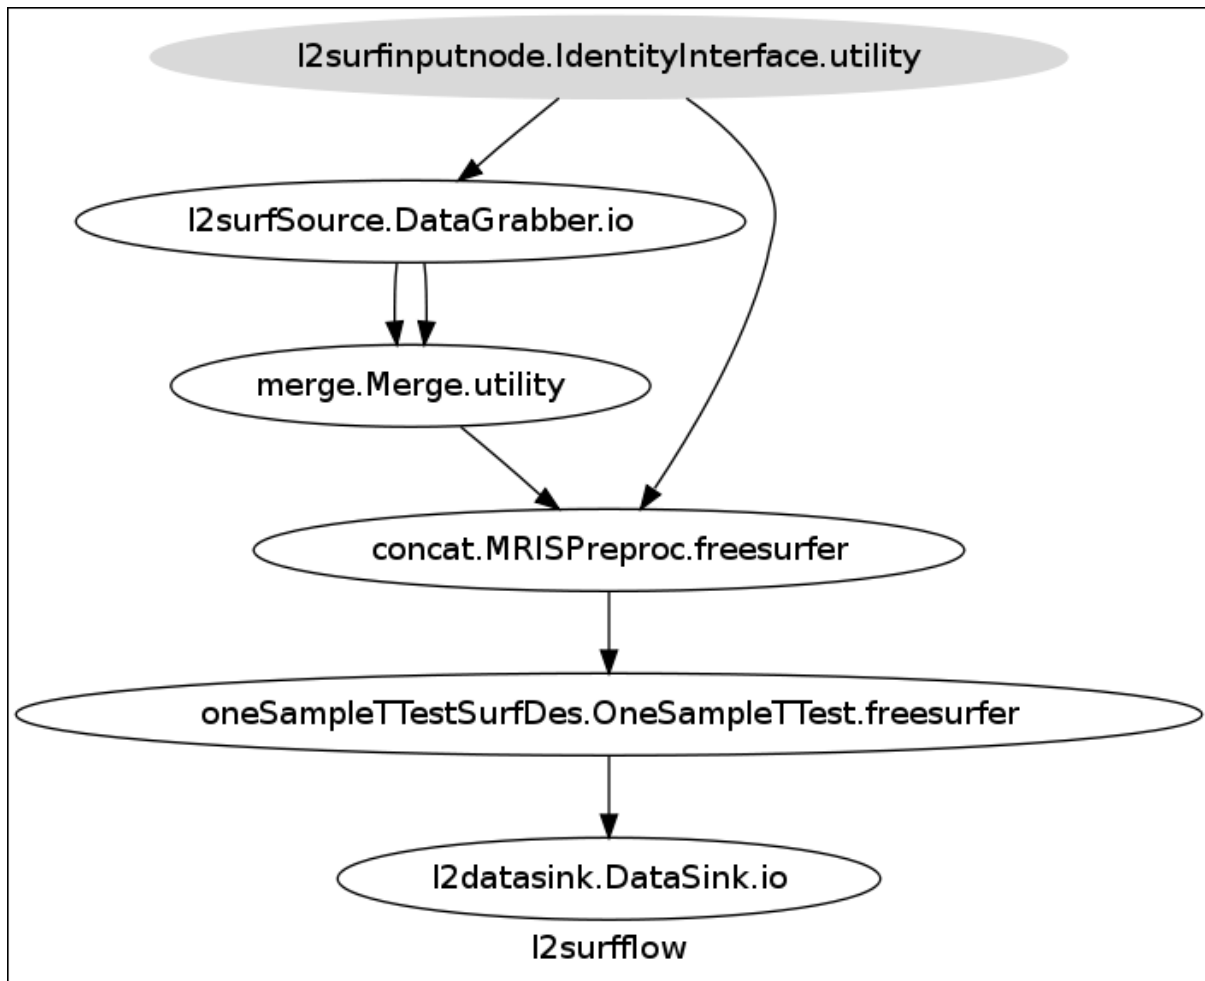 l2surfinputnode.IdentityInterface.utility
l2surfSource.DataGrabber.io
merge.Merge.utility
concat.MRISPreproc.freesurfer
oneSampleTTestSurfDes.OneSampleTTest.freesurfer
l2datasink.DataSink.io
l2surfflow